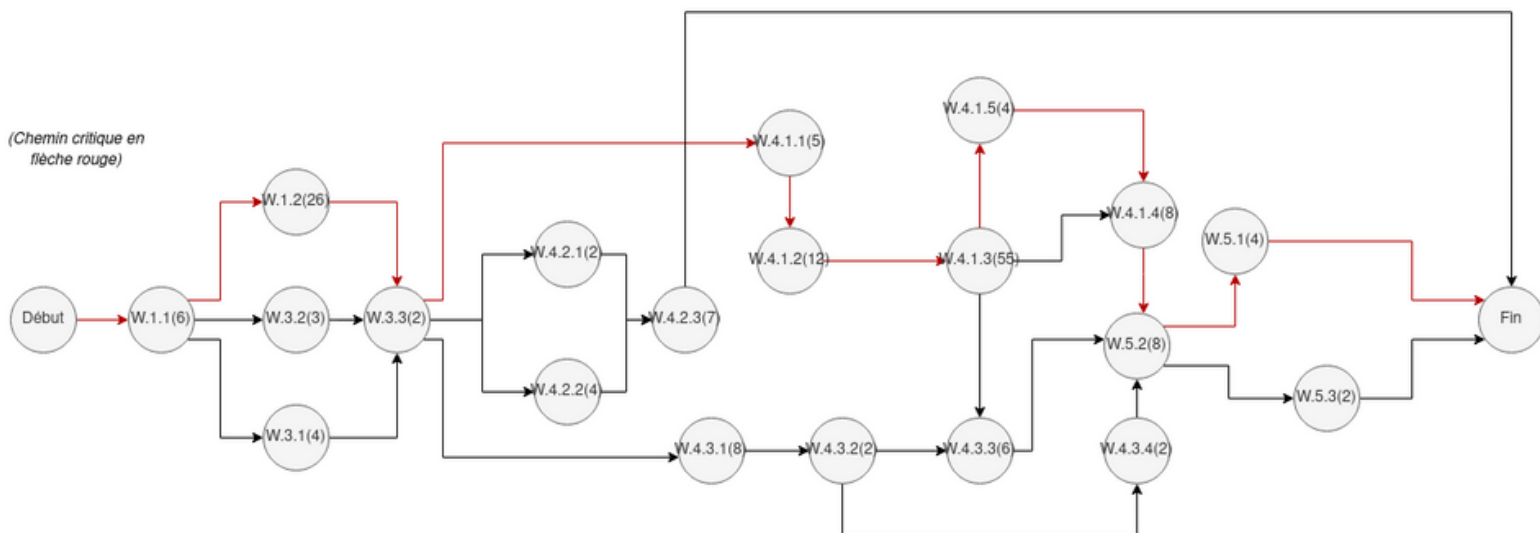 (Chemin critique en
flèche rouge)
Début
W.1.1(6)
W.1.2(26)
W.3.2(3)
W.3.1(4)
W.3.3(2)
W.4.2.1(2)
W.4.2.2(4)
W.4.2.3(7)
W.4.1.1(5)
W.4.1.2(12)
W.4.1.3(55)
W.4.1.5(4)
W.4.1.4(8)
W.4.3.1(8)
W.4.3.2(2)
W.4.3.3(6)
W.4.3.4(2)
W.5.2(8)
W.5.1(4)
W.5.3(2)
Fin